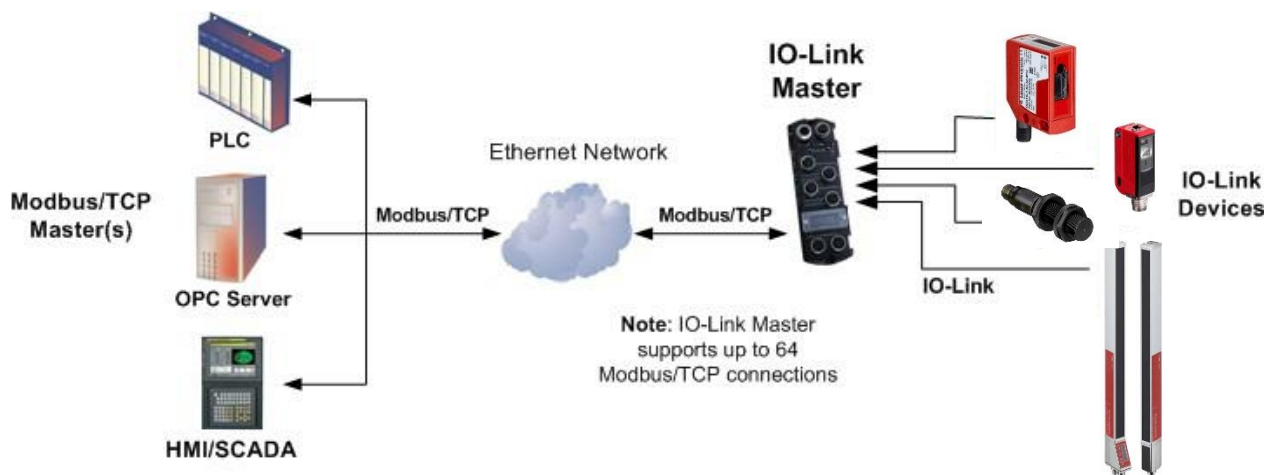 PLC
Modbus/TCP
Master(s)
OPC Server
HMI/SCADA
Modbus/TCP
Ethernet Network
Modbus/TCP
IO-Link
Master
Note: IO-Link Master
supports up to 64
Modbus/TCP connections
IO-Link
IO-Link
Devices